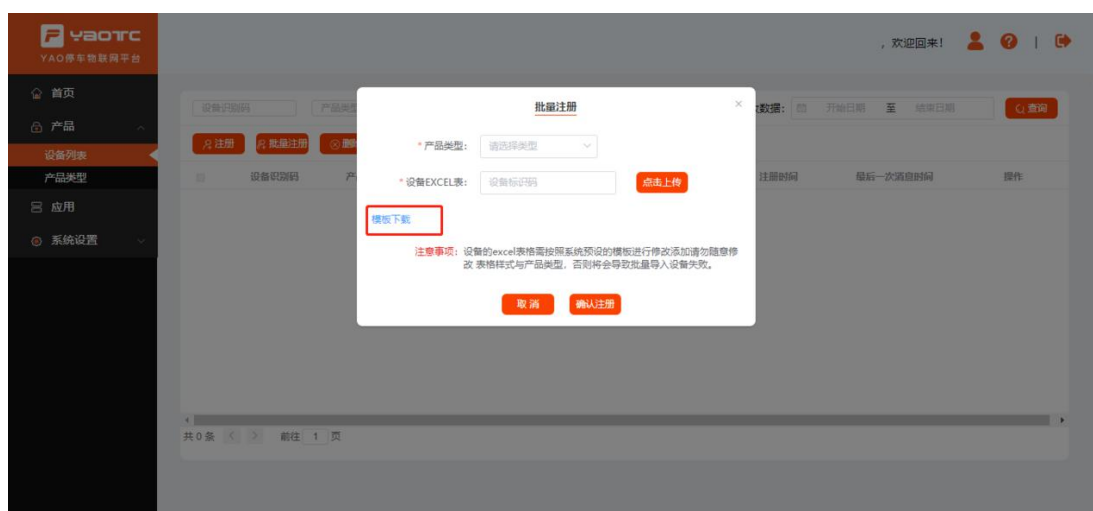 YAOTC
YAO停车物联网平台
，欢迎回来！
首页
产品
设备列表
产品类型
应用
系统设置
设备识别码
产品类型
数据：
开始日期
至
结束日期
查询
注册
批量注册
删
设备识别码
产
注册时间
最后一次消息时间
操作
批量注册
×
* 产品类型：
请选择类型
* 设备EXCEL表：
设备标识码
点击上传
模板下载
注意事项：设备的excel表格需按照系统预设的模板进行修改添加请勿随意修
改 表格样式与产品类型，否则将会导致批量导入设备失败。
取 消
确认注册
共 0 条
前往 1 页